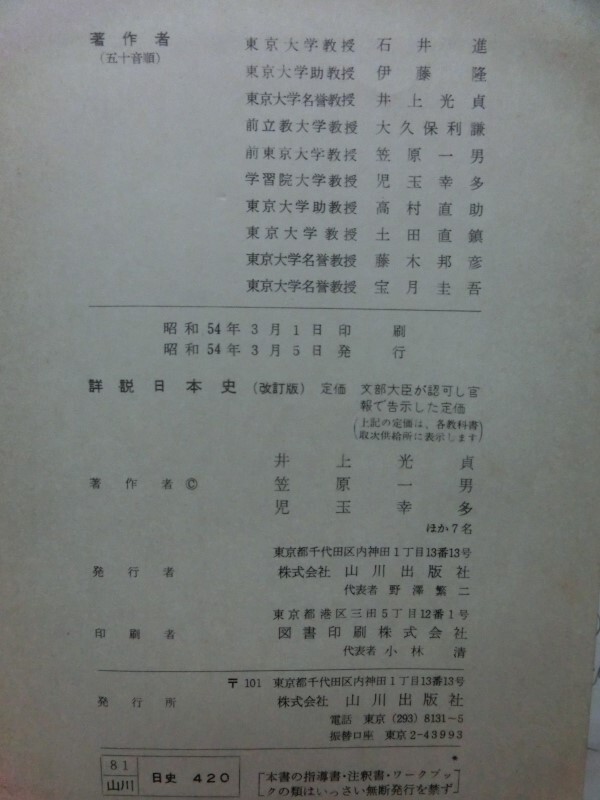 著作者
(五十音順)
東京大学教授 石井進
東京大学助教授 伊藤隆
東京大学名誉教授 井上光貞
前立教大学教授 大久保利謙
前東京大学教授 笠原一男
学習院大学教授 児玉幸多
東京大学助教授 高村直助
東京大学教授 土田直鎮
東京大学名誉教授 藤木邦彦
東京大学名誉教授 宝月圭吾
昭和54年3月1日印刷
昭和54年3月5日発行
詳説日本史(改訂版) 定価 文部大臣が認可し官
報で告示した定価
(上記の定価は、各教科書
取次供給所に表示します)
井上光貞
著作者© 笠原一男
児玉幸多
ほか7名
東京都千代田区内神田1丁目13番13号
発行者 株式会社山川出版社
代表者 野澤繁二
東京都港区三田5丁目12番1号
印刷者 図書印刷株式会社
代表者 小林清
〒101 東京都千代田区内神田1丁目13番13号
発行所 株式会社山川出版社
電話 東京(293)8131-5
振替口座 東京2-43993
81
山川 日史 420
*
[本書の指導書・注釈書・ワークブッ
クの類はいっさい無断発行を禁ず]